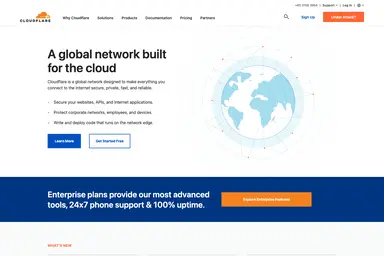 Support
Log In
CLOUDFLARE
Why Cloudflare
Solutions
Products
Documentation
Pricing
Partners
Sign Up
Under Attack?
A global network built
for the cloud
Cloudflare is a global network designed to make everything you
connect to the Internet secure, private, fast, and reliable.
Secure your websites, APIs, and Internet applications.
Protect corporate networks, employees, and devices.
Write and deploy code that runs on the network edge.
Learn More
Get Started Free
Enterprise plans provide our most advanced
tools, 24x7 phone support & 100% uptime.
Explore Enterprise Features
WHAT'S NEW